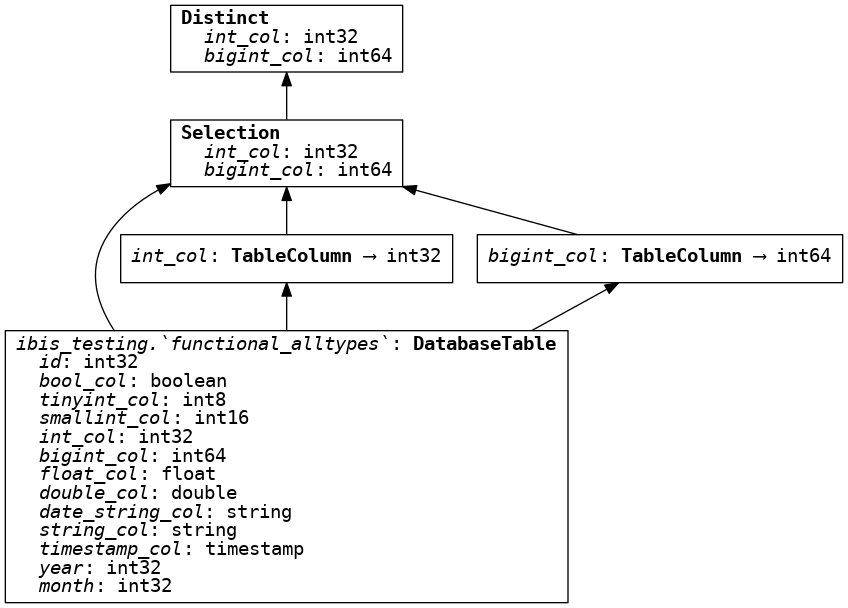 Distinct
int_col: int32
bigint_col: int64
Selection
int_col: int32
bigint_col: int64
int_col: TableColumn → int32
bigint_col: TableColumn → int64
ibis_testing.`functional_alltypes`: DatabaseTable
id: int32
bool_col: boolean
tinyint_col: int8
smallint_col: int16
int_col: int32
bigint_col: int64
float_col: float
double_col: double
date_string_col: string
string_col: string
timestamp_col: timestamp
year: int32
month: int32